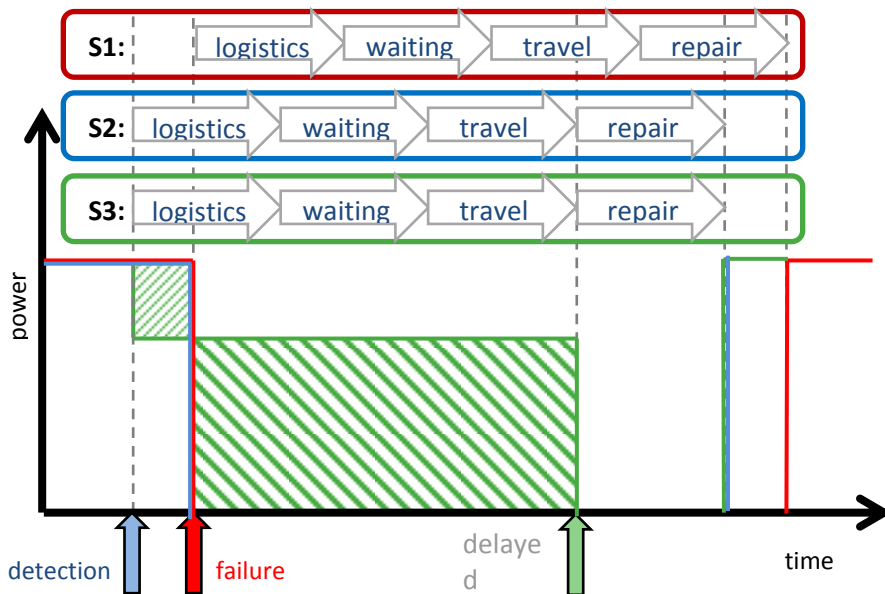 S1: logistics waiting travel repair
S2: logistics waiting travel repair
S3: logistics waiting travel repair
power
detection
failure
delaye
d
time